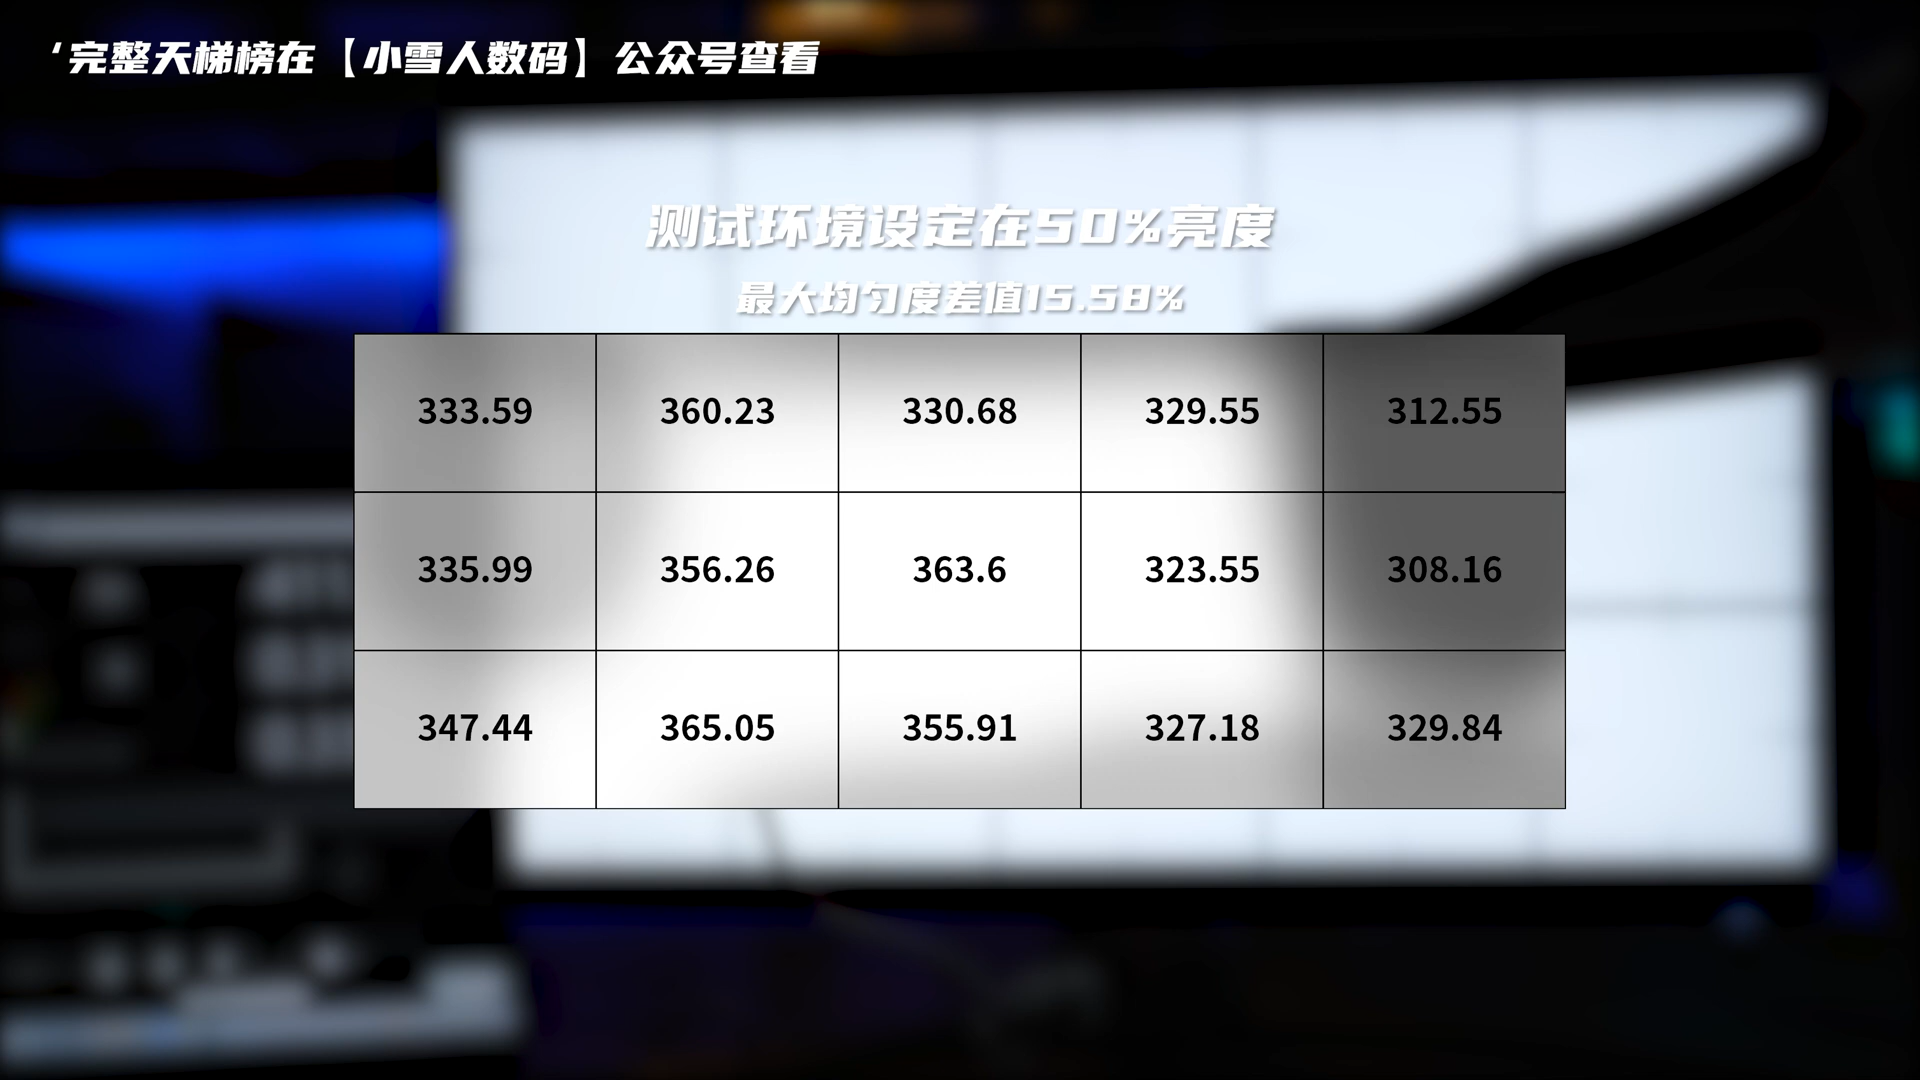 ‘完整天梯榜在【小雪人数码】公众号查看
测试环境设定在50%亮度
最大均匀度差值15.58%
333.59 360.23 330.68 329.55 312.55
335.99 356.26 363.6 323.55 308.16
347.44 365.05 355.91 327.18 329.84